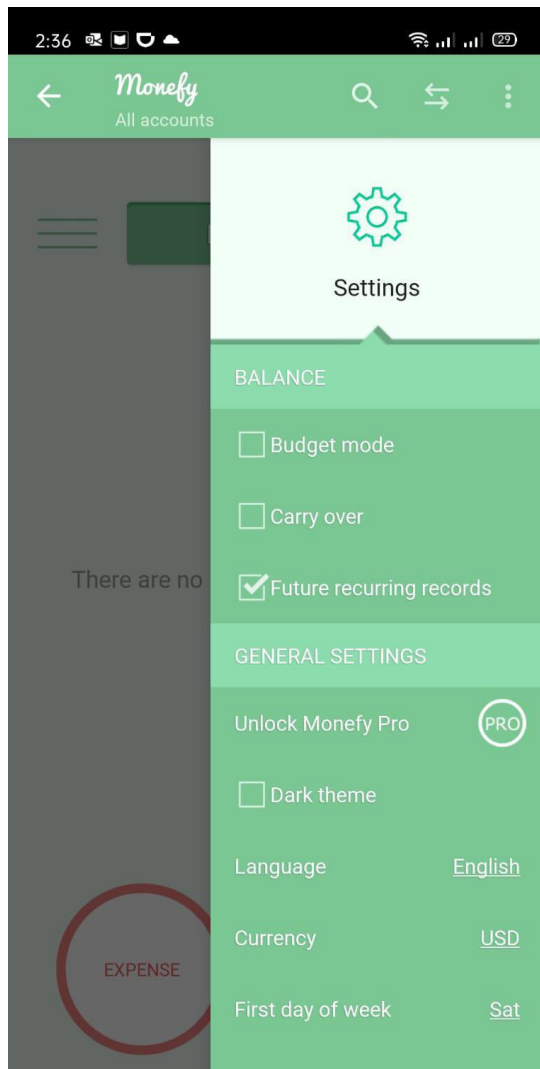 2:36
29
Monefy
All accounts
Settings
BALANCE
Budget mode
Carry over
There are no
Future recurring records
GENERAL SETTINGS
Unlock Monefy Pro PRO
Dark theme
Language English
Currency USD
EXPENSE
First day of week Sat